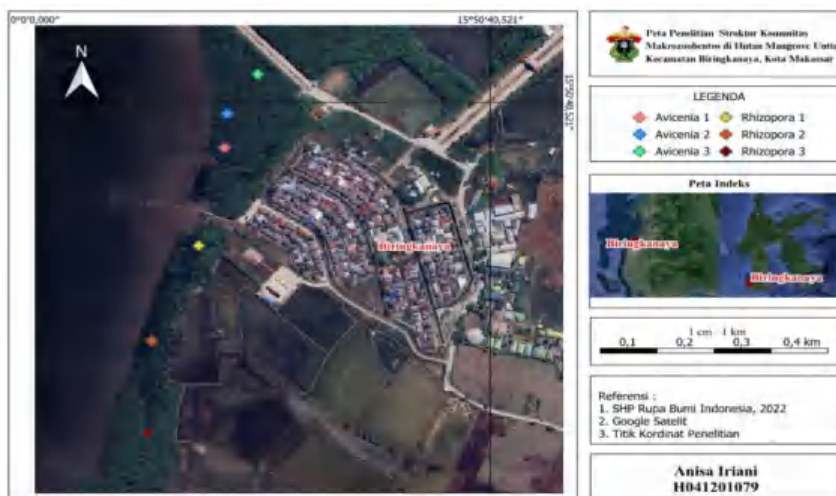 0°0'0,000"
15°50'40,521"
15°50'40,521"
N
Biringkanaya
Peta Penelitian Struktur Komunitas
Makrozoobentos di Hutan Mangrove Untia
Kecamatan Biringkanaya, Kota Makassar
LEGENDA
Avicenia 1
Rhizopora 1
Avicenia 2
Rhizopora 2
Avicenia 3
Rhizopora 3
Peta Indeks
Biringkanaya
Biringkanaya
1 cm 1 km
0,1 0,2 0,3 0,4 km
Referensi :
1. SHP Rupa Bumi Indonesia, 2022
2. Google Satelit
3. Titik Kordinat Penelitian
Anisa Iriani
H041201079